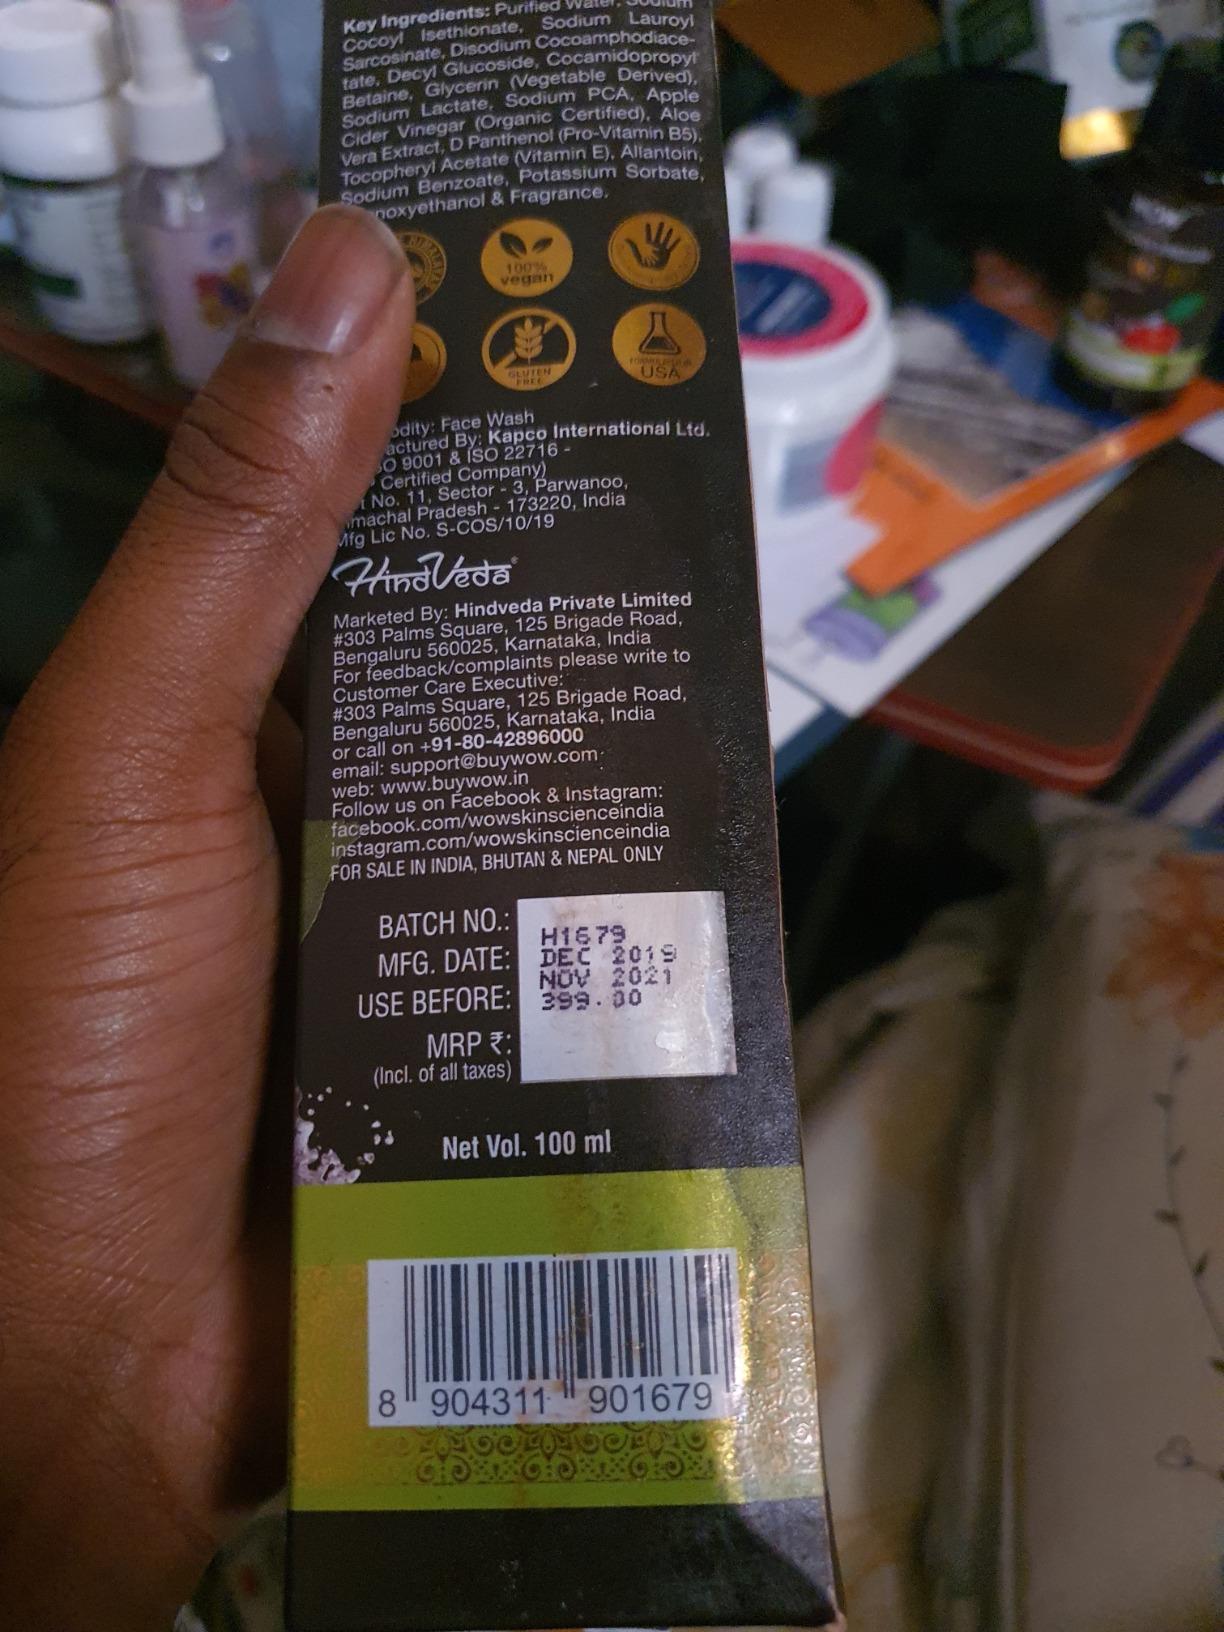 Key Ingredients: Purified Water, Sodium
Cocoyl Isethionate, Sodium Lauroyl
Sarcosinate, Disodium Cocoamphodiace-
tate, Decyl Glucoside, Cocamidopropyl
Betaine, Glycerin (Vegetable Derived),
Sodium Lactate, Sodium PCA, Apple
Cider Vinegar (Organic Certified), Aloe
Vera Extract, D Panthenol (Pro-Vitamin B5),
Tocopheryl Acetate (Vitamin E), Allantoin,
Sodium Benzoate, Potassium Sorbate,
noxyethanol & Fragrance.
100%
vegan
GLUTEN
FREE
USA
odity: Face Wash
actured By: Kapco International Ltd.
O 9001 & ISO 22716 -
Certified Company)
No. 11, Sector - 3, Parwanoo,
machal Pradesh - 173220, India
Mfg Lic No. S-COS/10/19
HindVeda
Marketed By: Hindveda Private Limited
#303 Palms Square, 125 Brigade Road,
Bengaluru 560025, Karnataka, India
For feedback/complaints please write to
Customer Care Executive:
#303 Palms Square, 125 Brigade Road,
Bengaluru 560025, Karnataka, India
or call on +91-80-42896000
email: support@buywow.com
web: www.buywow.in
Follow us on Facebook & Instagram:
facebook.com/wowskinscienceindia
instagram.com/wowskinscienceindia
FOR SALE IN INDIA, BHUTAN & NEPAL ONLY
BATCH NO.: H1679
MFG. DATE: DEC 2019
USE BEFORE: NOV 2021
MRP ₹: 399.00
(Incl. of all taxes)
Net Vol. 100 ml
8 904311 901679